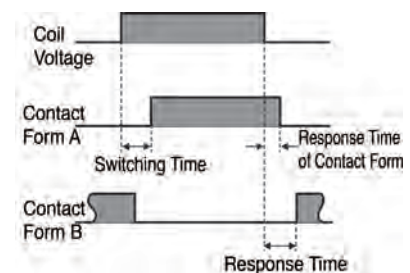 Coil
Voltage
Contact
Form A
Switching Time
Response Time
of Contact Form
Contact
Form B
Response Time